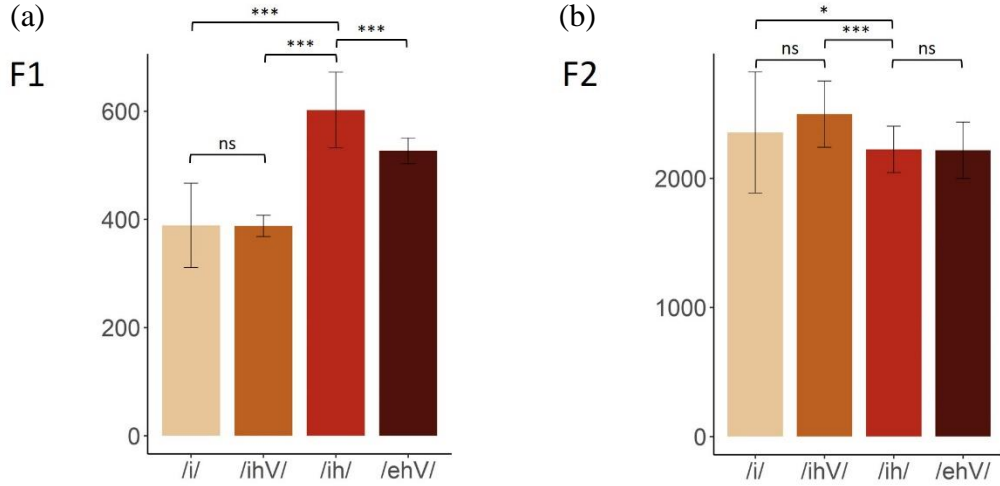 (a)
F1
***
***
***
ns
600
400
200
0
/i/ /ihV/ /ih/ /ehV/
(b)
F2
*
ns
***
ns
2000
1000
0
/i/ /ihV/ /ih/ /ehV/